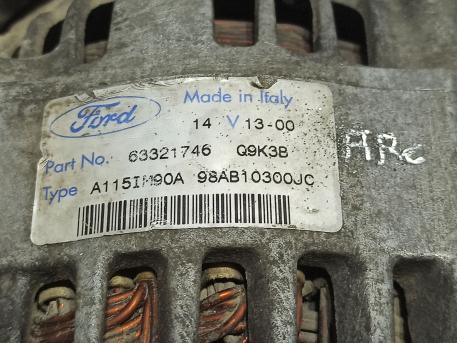 Ford
Made in Italy
14 V 13-00
Part No. 63321746 Q9K3B
Type A115IM90A 98AB10300JC
ARC